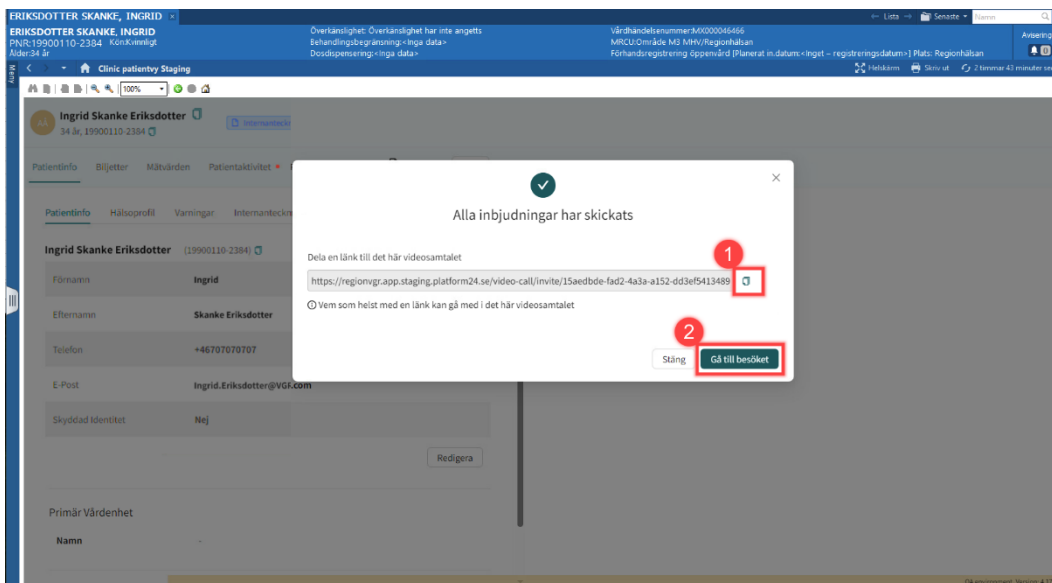 ERIKSDOTTER SKANKE, INGRID ×
← Lista → Senaste Namn
ERIKSDOTTER SKANKE, INGRID
PNR:19900110-2384 Kön:Kvinnligt
Ålder:34 år
Överkänslighet: Överkänslighet har inte angetts
Behandlingsbegränsning:<Inga data>
Dosdispensering:<Inga data>
Vårdhändelsenummer:MX000046466
MRCU:Område M3 MHV/Regionhälsan
Förhandsregistrering öppenvård [Planerat in.datum:<Inget – registreringsdatum>] Plats: Regionhälsan
Avisering
0
Meny
Clinic patientvy Staging
Helskärm Skriv ut 2 timmar 43 minuter se
100%
Ingrid Skanke Eriksdotter
34 år, 19900110-2384
Internanteckn
Patientinfo Biljetter Mätvärden Patientaktivitet
Patientinfo Hälsoprofil Varningar Internanteckn
Ingrid Skanke Eriksdotter (19900110-2384)
Förnamn Ingrid
Efternamn Skanke Eriksdotter
Telefon +46707070707
E-Post Ingrid.Eriksdotter@VGR.com
Skyddad Identitet Nej
Redigera
Primär Vårdenhet
Namn -
×
Alla inbjudningar har skickats
Dela en länk till det här videosamtalet
1
https://regionvgr.app.staging.platform24.se/video-call/invite/15aedbde-fad2-4a3a-a152-dd3ef5413489
Vem som helst med en länk kan gå med i det här videosamtalet
2
Stäng Gå till besöket